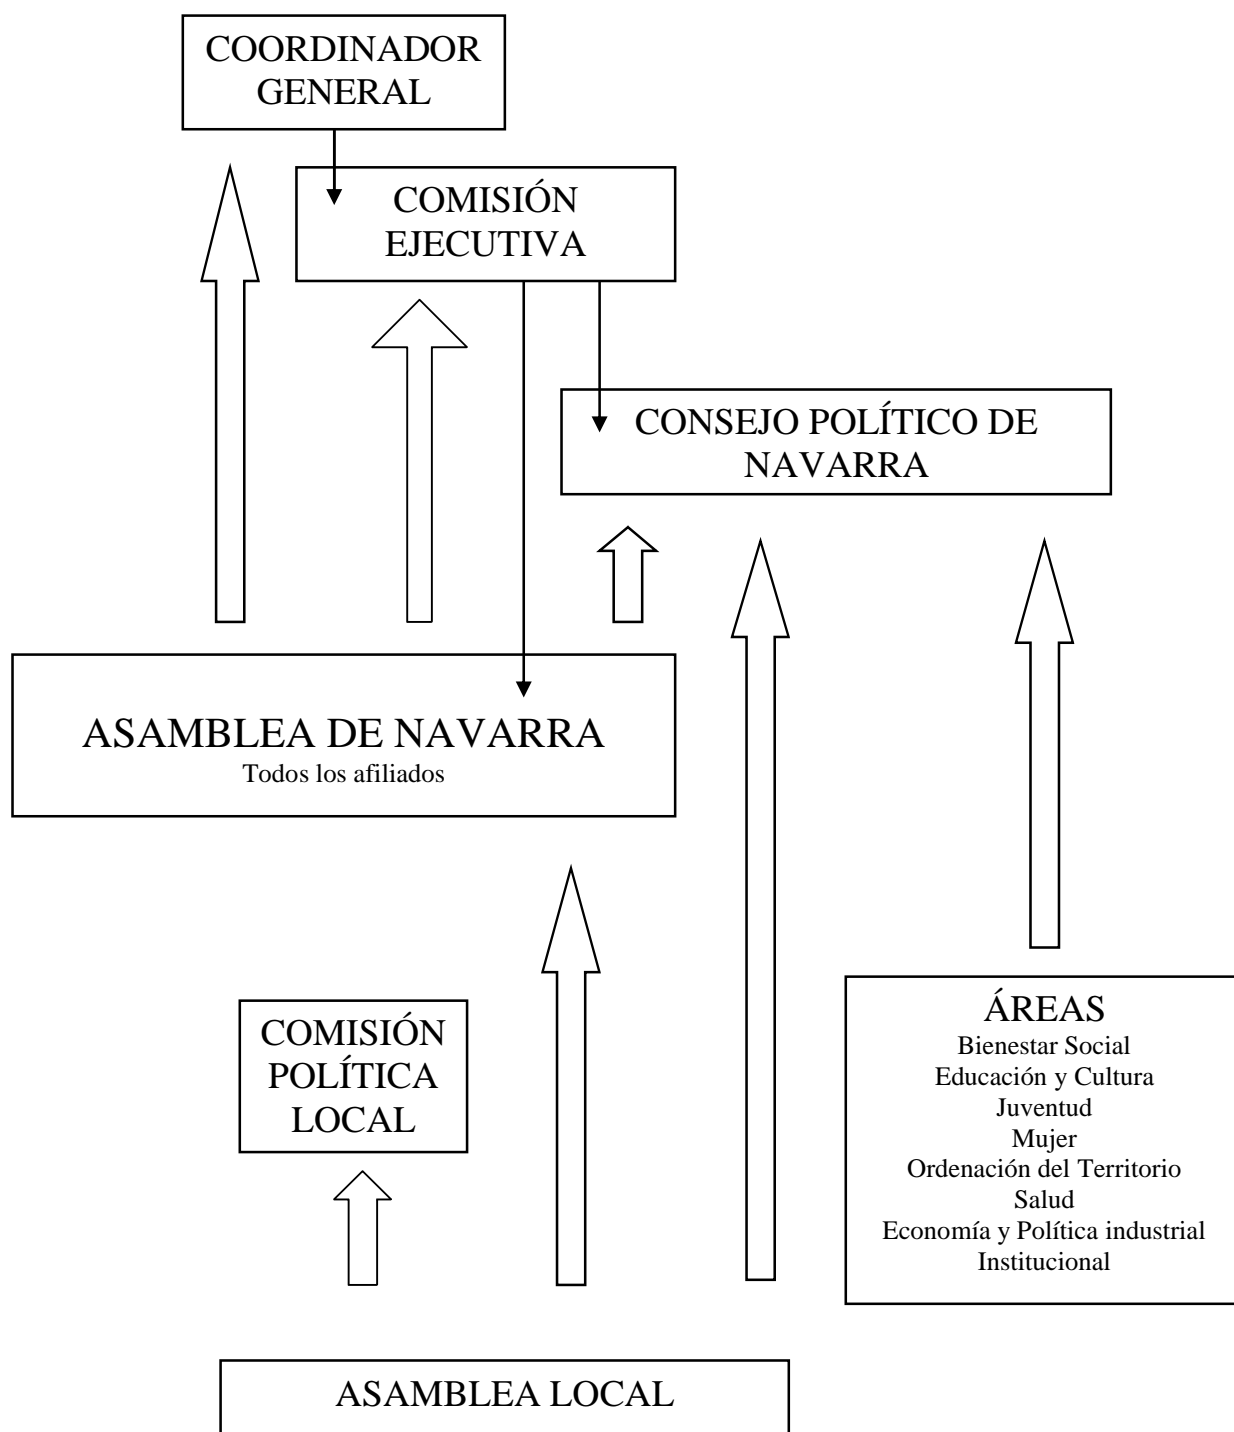 COORDINADOR
GENERAL
COMISIÓN
EJECUTIVA
CONSEJO POLÍTICO DE
NAVARRA
ASAMBLEA DE NAVARRA
Todos los afiliados
COMISIÓN
POLÍTICA
LOCAL
ÁREAS
Bienestar Social
Educación y Cultura
Juventud
Mujer
Ordenación del Territorio
Salud
Economía y Política industrial
Institucional
ASAMBLEA LOCAL